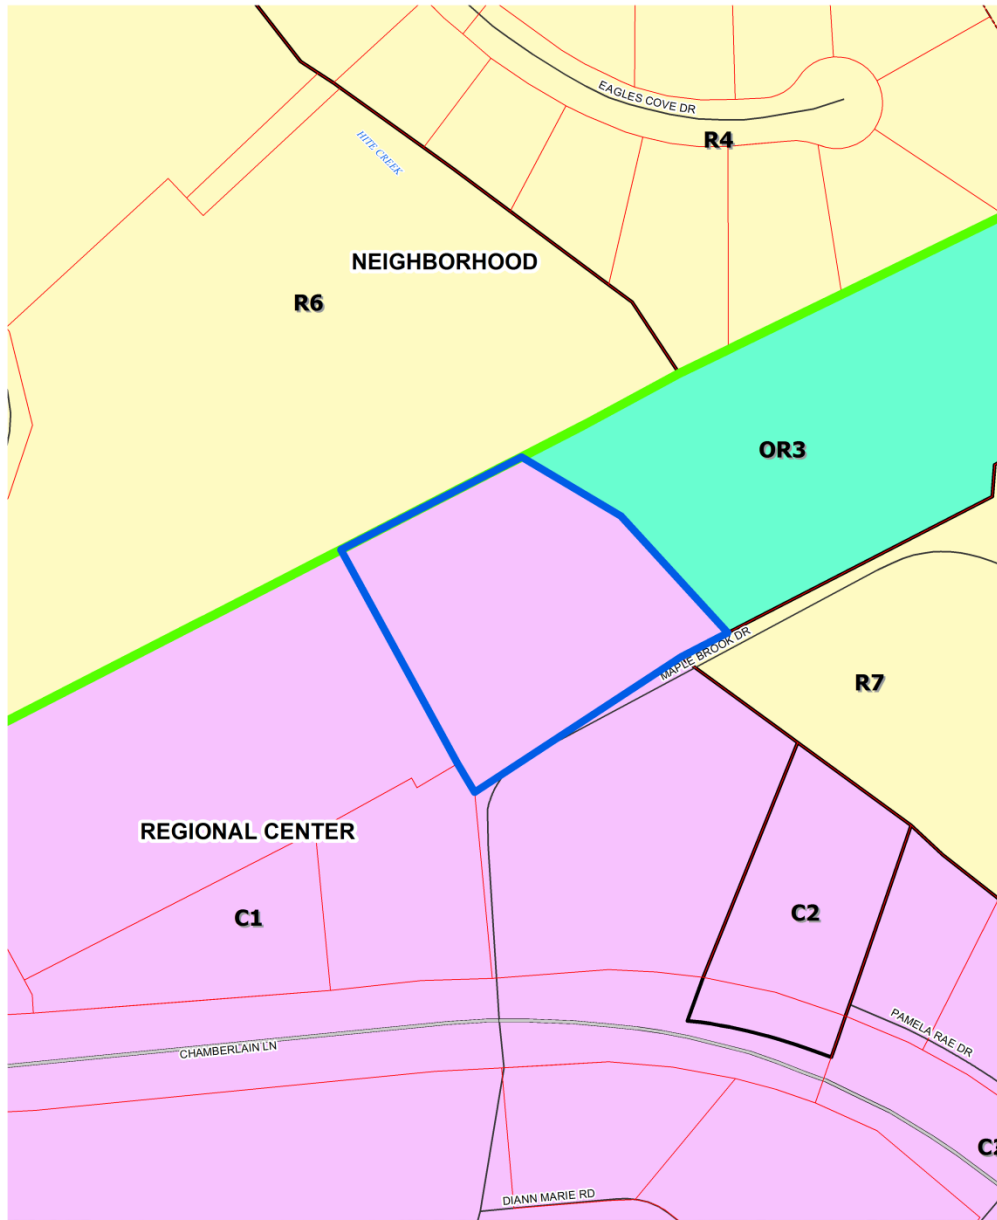 EAGLES COVE DR
R4
HITE CREEK
NEIGHBORHOOD
R6
OR3
MAPLE BROOK DR
R7
REGIONAL CENTER
C1
C2
PAMELA RAE DR
CHAMBERLAIN LN
DIANN MARIE RD